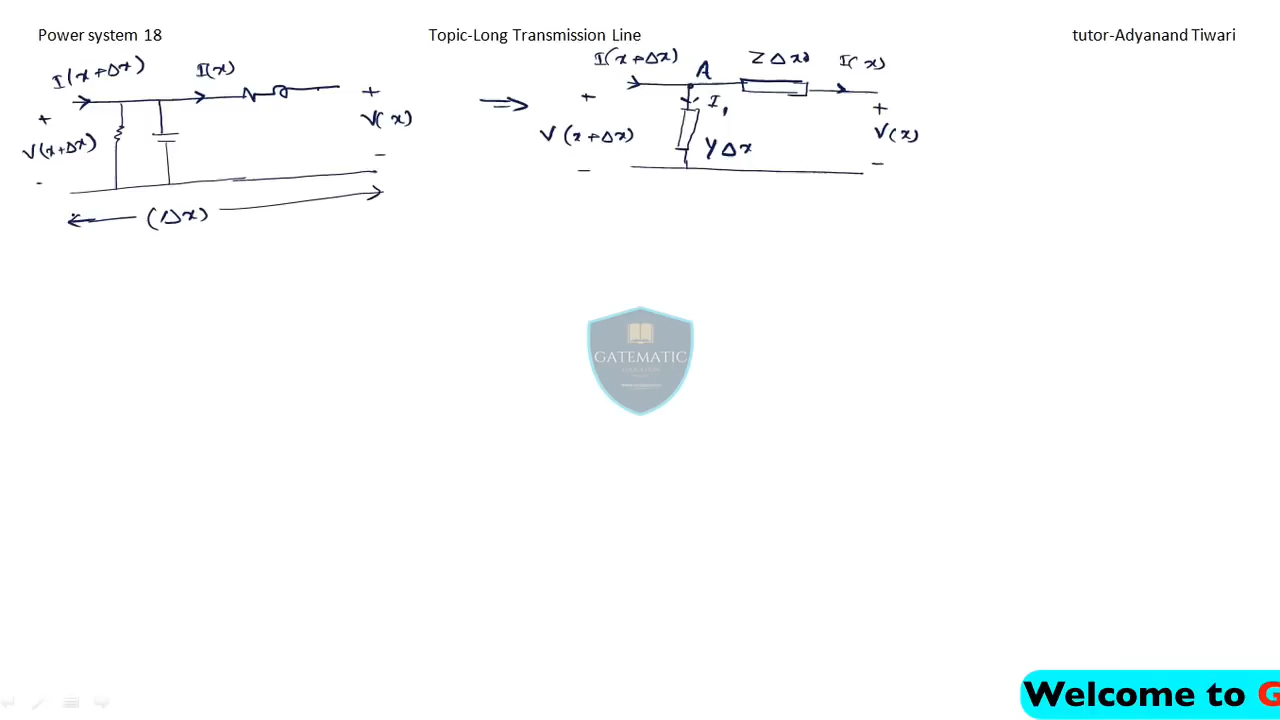 Power system 18
Topic-Long Transmission Line
tutor-Adyanand Tiwari
I(x+Δx)
I(x)
+
V(x)
-
+
V(x+Δx)
-
(Δx)
⇒
I(x+Δx)
A
ZΔx
I(x)
+
V(x+Δx)
-
I₁
YΔx
+
V(x)
-
GATEMATIC
EDUCATION
Welcome to G